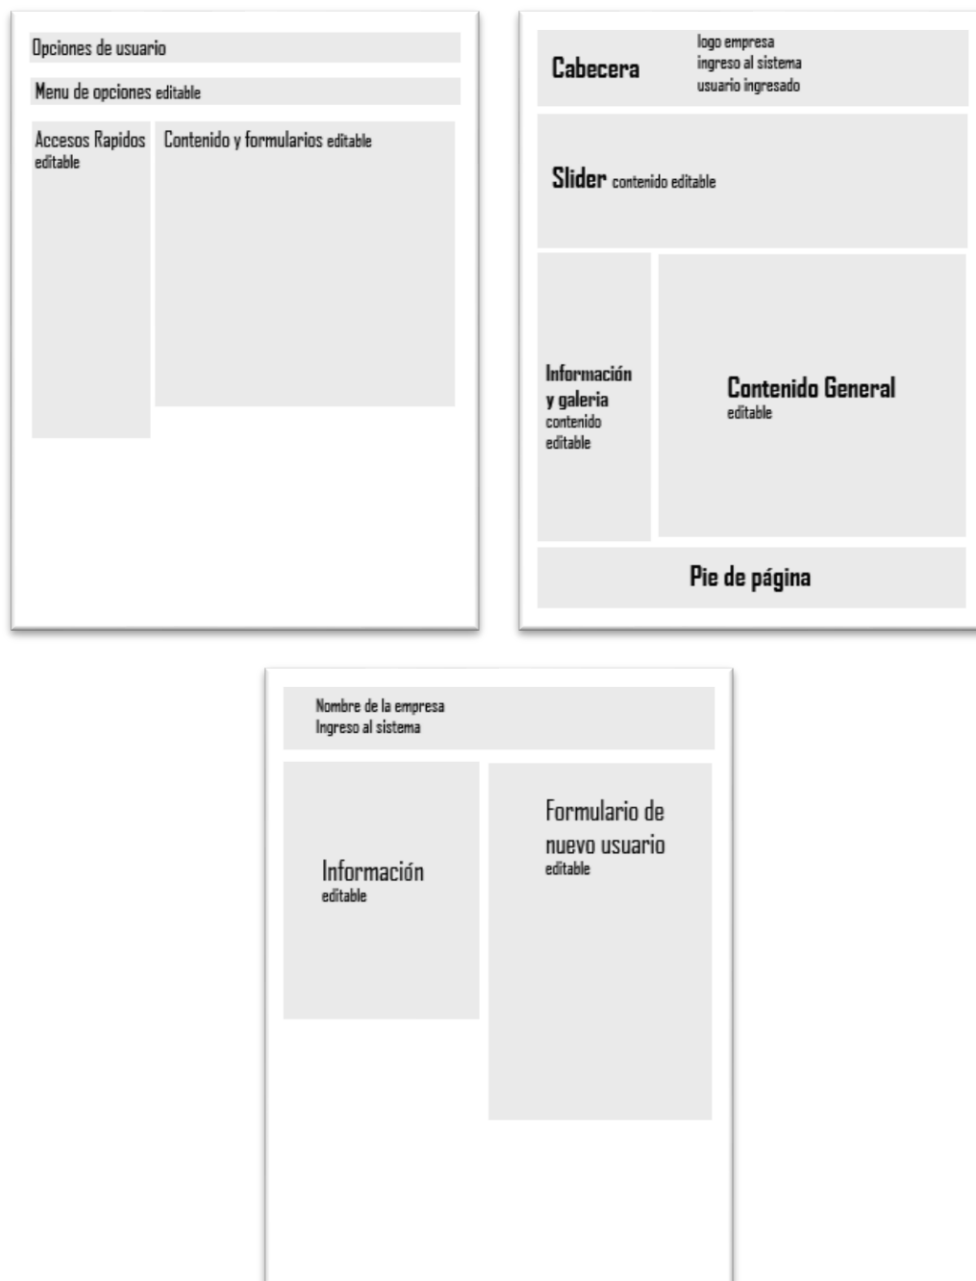 Opciones de usuario
Menu de opciones editable
Accesos Rapidos
editable
Contenido y formularios editable
Cabecera
logo empresa
ingreso al sistema
usuario ingresado
Slider contenido editable
Información
y galeria
contenido
editable
Contenido General
editable
Pie de página
Nombre de la empresa
Ingreso al sistema
Información
editable
Formulario de
nuevo usuario
editable